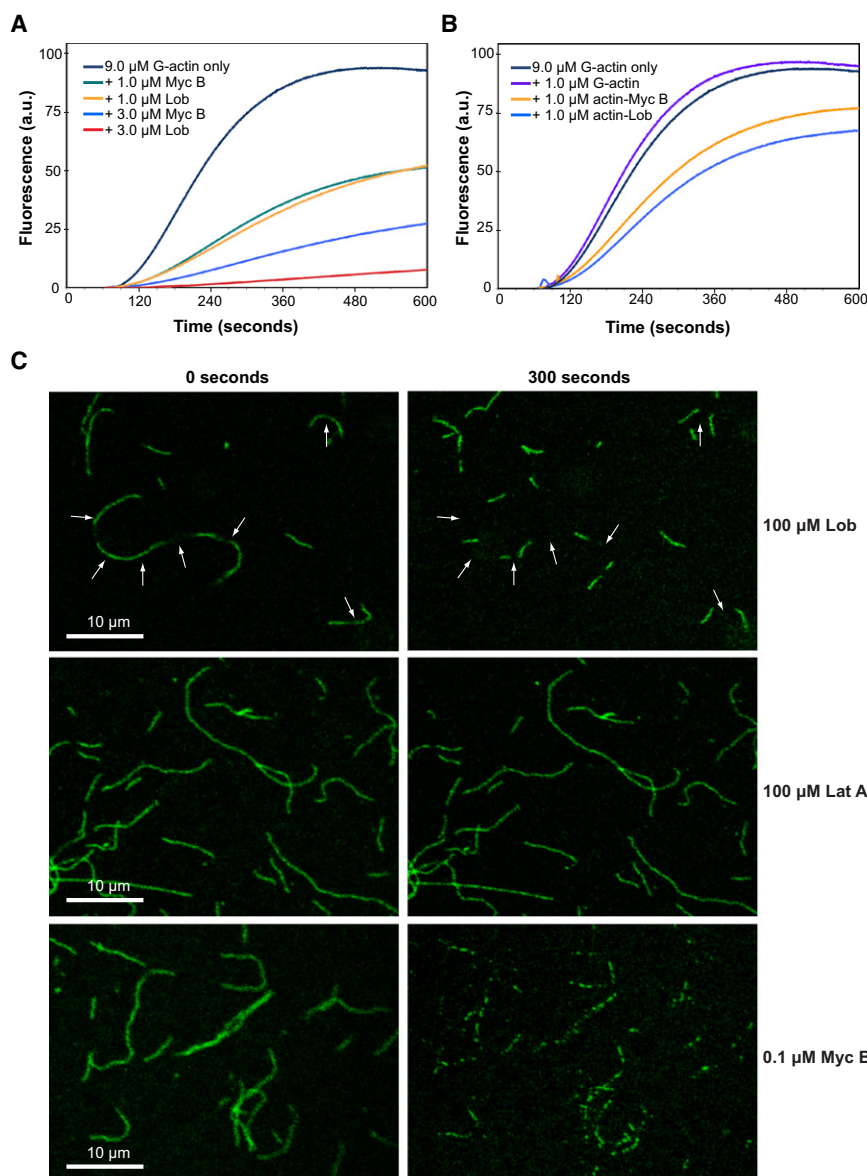 A
Fluorescence (a.u.)
100
75
50
25
0
9.0 µM G-actin only
+ 1.0 µM Myc B
+ 1.0 µM Lob
+ 3.0 µM Myc B
+ 3.0 µM Lob
0 120 240 360 480 600
Time (seconds)
B
Fluorescence (a.u.)
100
75
50
25
0
9.0 µM G-actin only
+ 1.0 µM G-actin
+ 1.0 µM actin-Myc B
+ 1.0 µM actin-Lob
0 120 240 360 480 600
Time (seconds)
C
0 seconds 300 seconds
10 µm
100 µM Lob
10 µm
100 µM Lat A
10 µm
0.1 µM Myc B